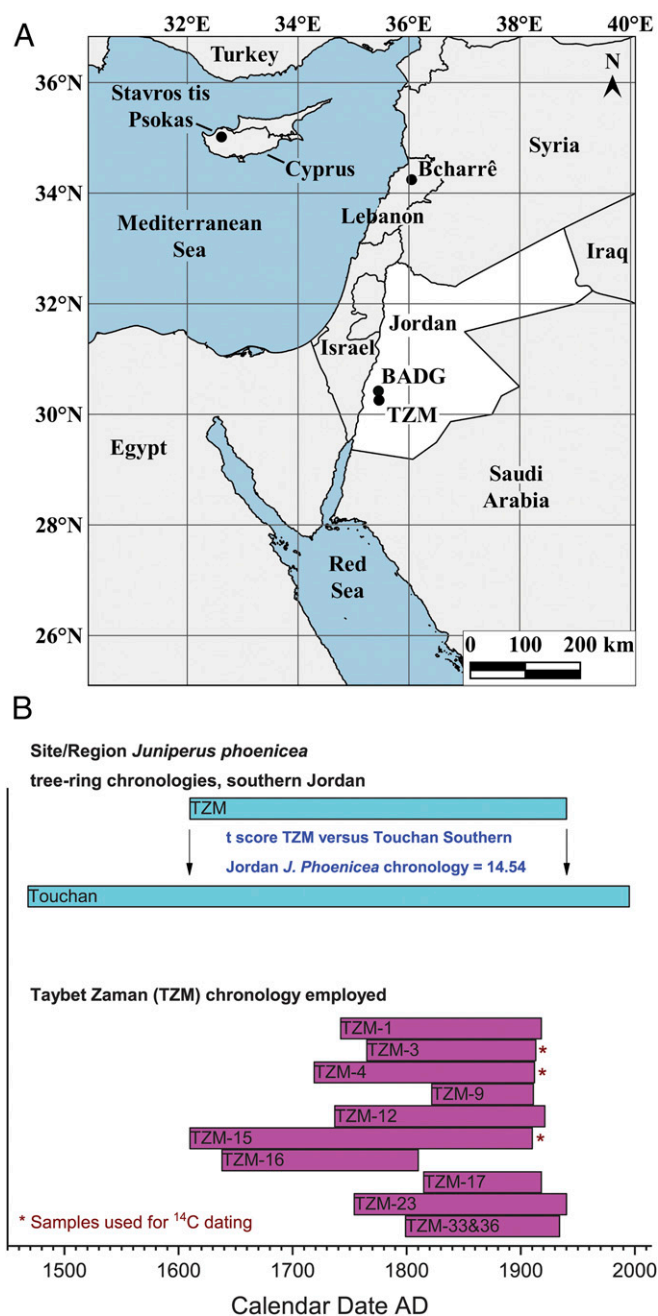 A
32°E 34°E 36°E 38°E 40°E
36°N
Turkey
N
Stavros tis
Psokas
Cyprus
Syria
34°N
Bcharrê
Lebanon
Mediterranean
Sea
Iraq
32°N
Jordan
Israel
BADG
30°N
TZM
Egypt
Saudi
Arabia
28°N
Red
Sea
26°N
0 100 200 km
B
Site/Region Juniperus phoenicea
tree-ring chronologies, southern Jordan
TZM
t score TZM versus Touchan Southern
Jordan J. Phoenicea chronology = 14.54
Touchan
Taybet Zaman (TZM) chronology employed
TZM-1
TZM-3 *
TZM-4 *
TZM-9
TZM-12
TZM-15 *
TZM-16
TZM-17
TZM-23
* Samples used for ¹⁴C dating
TZM-33&36
1500 1600 1700 1800 1900 2000
Calendar Date AD